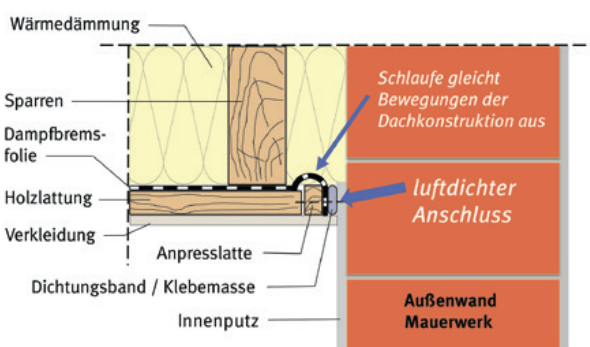 Wärmedämmung
Sparren
Dampfbrems-
folie
Holzlattung
Verkleidung
Anpresslatte
Dichtungsband / Klebemasse
Innenputz
Schlaufe gleicht
Bewegungen der
Dachkonstruktion aus
luftdichter
Anschluss
Außenwand
Mauerwerk